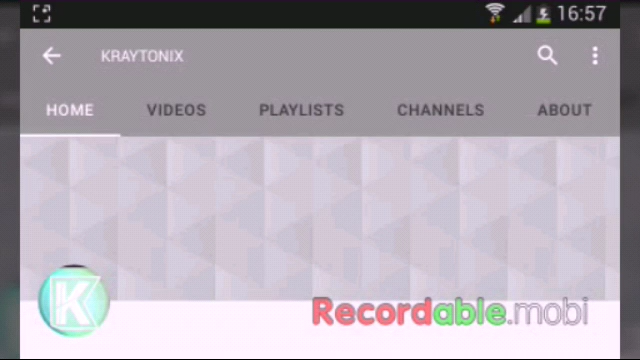 16:57
KRAYTONIX
HOME VIDEOS PLAYLISTS CHANNELS ABOUT
K
Recordable.mobi